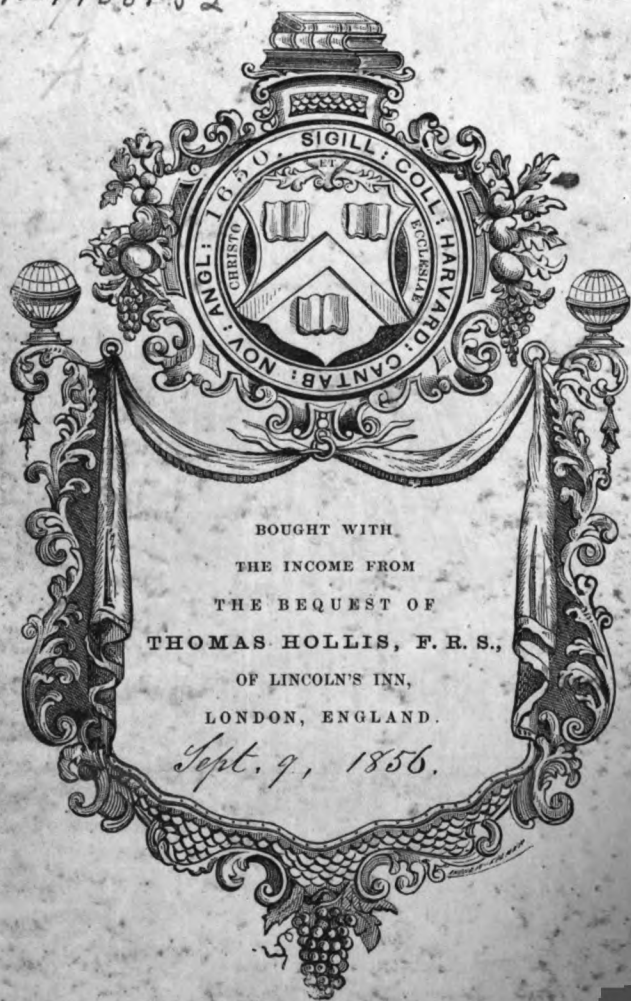 SIGILL: COLL: HARVARD: CANTAB: NOV: ANGL: 1650.
ET
CHRISTO
ECCLESIAE
BOUGHT WITH
THE INCOME FROM
THE BEQUEST OF
THOMAS HOLLIS, F. R. S.,
OF LINCOLN'S INN,
LONDON, ENGLAND.
Sept. 9, 1856.